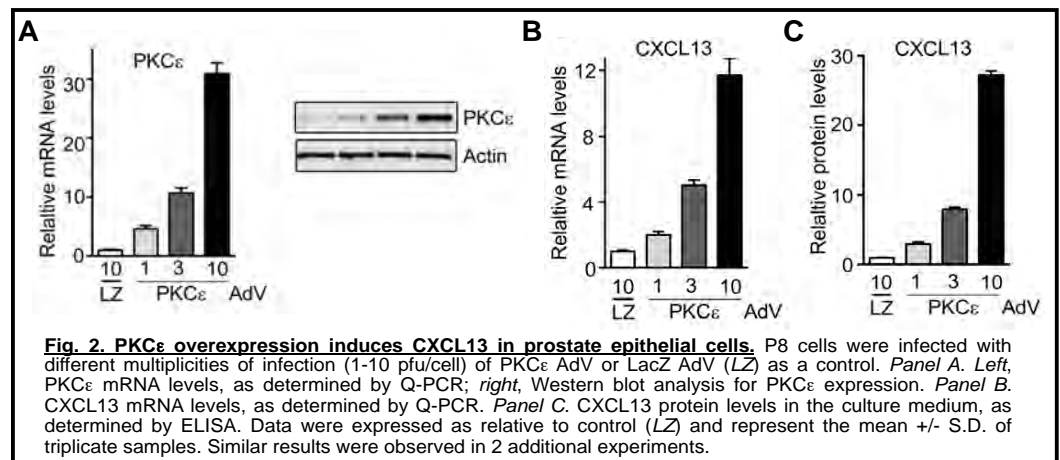 A
PKCε
Relaltive mRNA levels
30
20
10
0
10 1 3 10
LZ PKCε AdV
PKCε
Actin
B
CXCL13
Relaltive mRNA levels
12
8
4
0
10 1 3 10
LZ PKCε AdV
C
CXCL13
Relaltive protein levels
30
20
10
0
10 1 3 10
LZ PKCε AdV
Fig. 2. PKCε overexpression induces CXCL13 in prostate epithelial cells. P8 cells were infected with
different multiplicities of infection (1-10 pfu/cell) of PKCε AdV or LacZ AdV (LZ) as a control. Panel A. Left,
PKCε mRNA levels, as determined by Q-PCR; right, Western blot analysis for PKCε expression. Panel B.
CXCL13 mRNA levels, as determined by Q-PCR. Panel C. CXCL13 protein levels in the culture medium, as
determined by ELISA. Data were expressed as relative to control (LZ) and represent the mean +/- S.D. of
triplicate samples. Similar results were observed in 2 additional experiments.